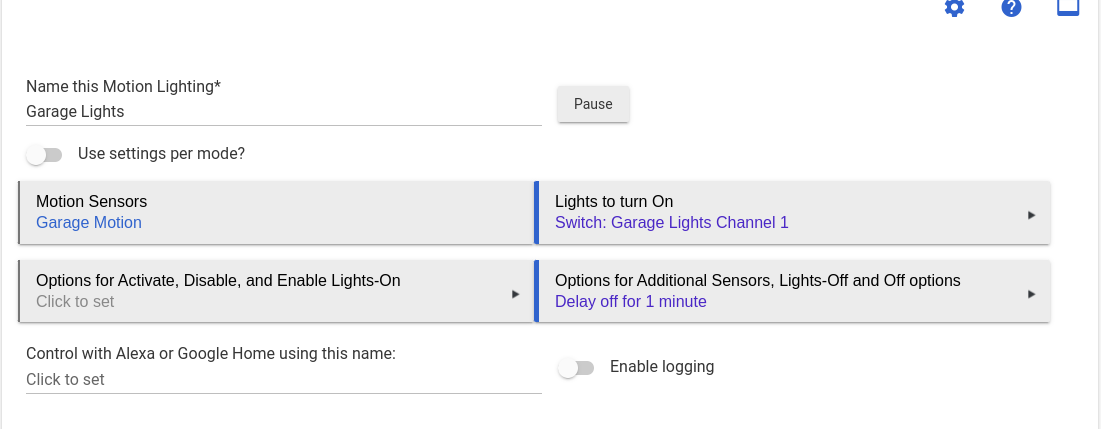 Name this Motion Lighting*
Garage Lights
Pause
Use settings per mode?
Motion Sensors
Garage Motion
Lights to turn On
Switch: Garage Lights Channel 1
Options for Activate, Disable, and Enable Lights-On
Click to set
Options for Additional Sensors, Lights-Off and Off options
Delay off for 1 minute
Control with Alexa or Google Home using this name:
Click to set
Enable logging